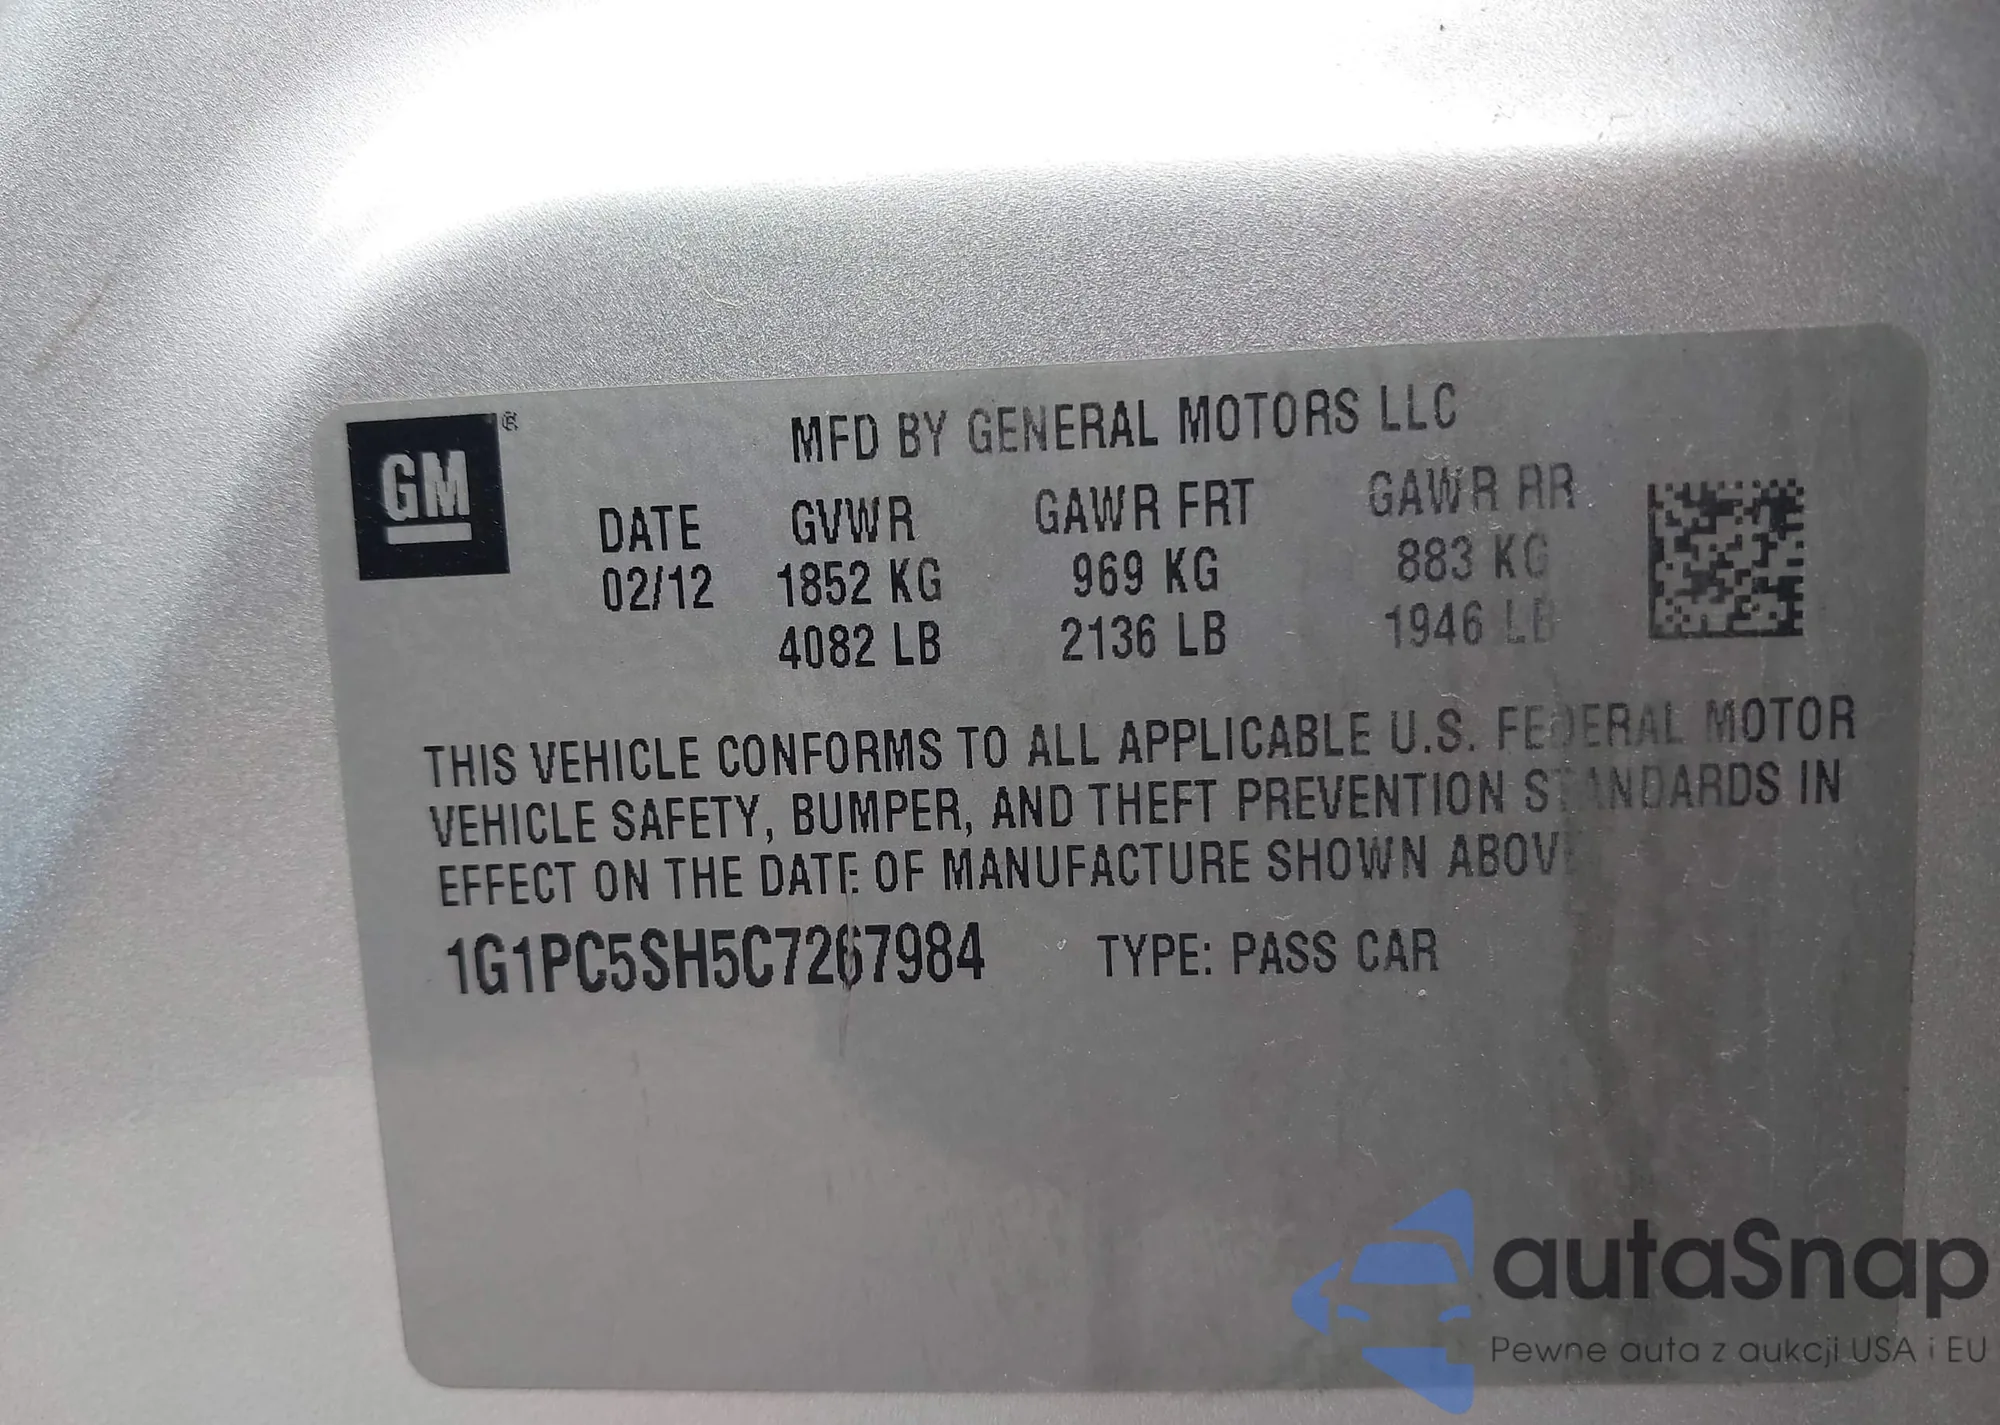 GM®
MFD BY GENERAL MOTORS LLC
DATE GVWR GAWR FRT GAWR RR
02/12 1852 KG 969 KG 883 KG
4082 LB 2136 LB 1946 LB
THIS VEHICLE CONFORMS TO ALL APPLICABLE U.S. FEDERAL MOTOR
VEHICLE SAFETY, BUMPER, AND THEFT PREVENTION STANDARDS IN
EFFECT ON THE DATE OF MANUFACTURE SHOWN ABOVE
1G1PC5SH5C7267984 TYPE: PASS CAR
autaSnap
Pewne auta z aukcji USA i EU